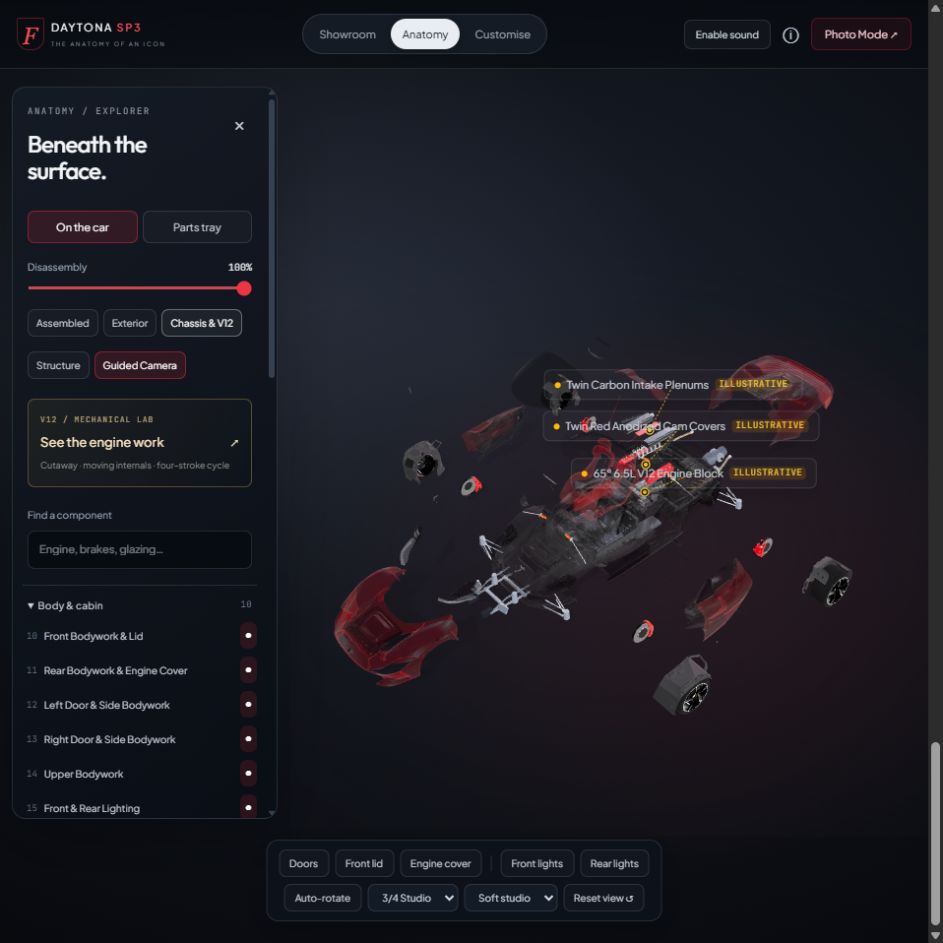 F
DAYTONA SP3
THE ANATOMY OF AN ICON
Showroom
Anatomy
Customise
Enable sound
Photo Mode ↗
ANATOMY / EXPLORER
Beneath the
surface.
On the car
Parts tray
Disassembly
100%
Assembled
Exterior
Chassis & V12
Structure
Guided Camera
V12 / MECHANICAL LAB
See the engine work ↗
Cutaway · moving internals · four-stroke cycle
Find a component
Engine, brakes, glazing…
▾ Body & cabin 10
10 Front Bodywork & Lid
11 Rear Bodywork & Engine Cover
12 Left Door & Side Bodywork
13 Right Door & Side Bodywork
14 Upper Bodywork
15 Front & Rear Lighting
Twin Carbon Intake Plenums ILLUSTRATIVE
Twin Red Anodized Cam Covers ILLUSTRATIVE
65° 6.5L V12 Engine Block ILLUSTRATIVE
Doors
Front lid
Engine cover
Front lights
Rear lights
Auto-rotate
3/4 Studio
Soft studio
Reset view ↺